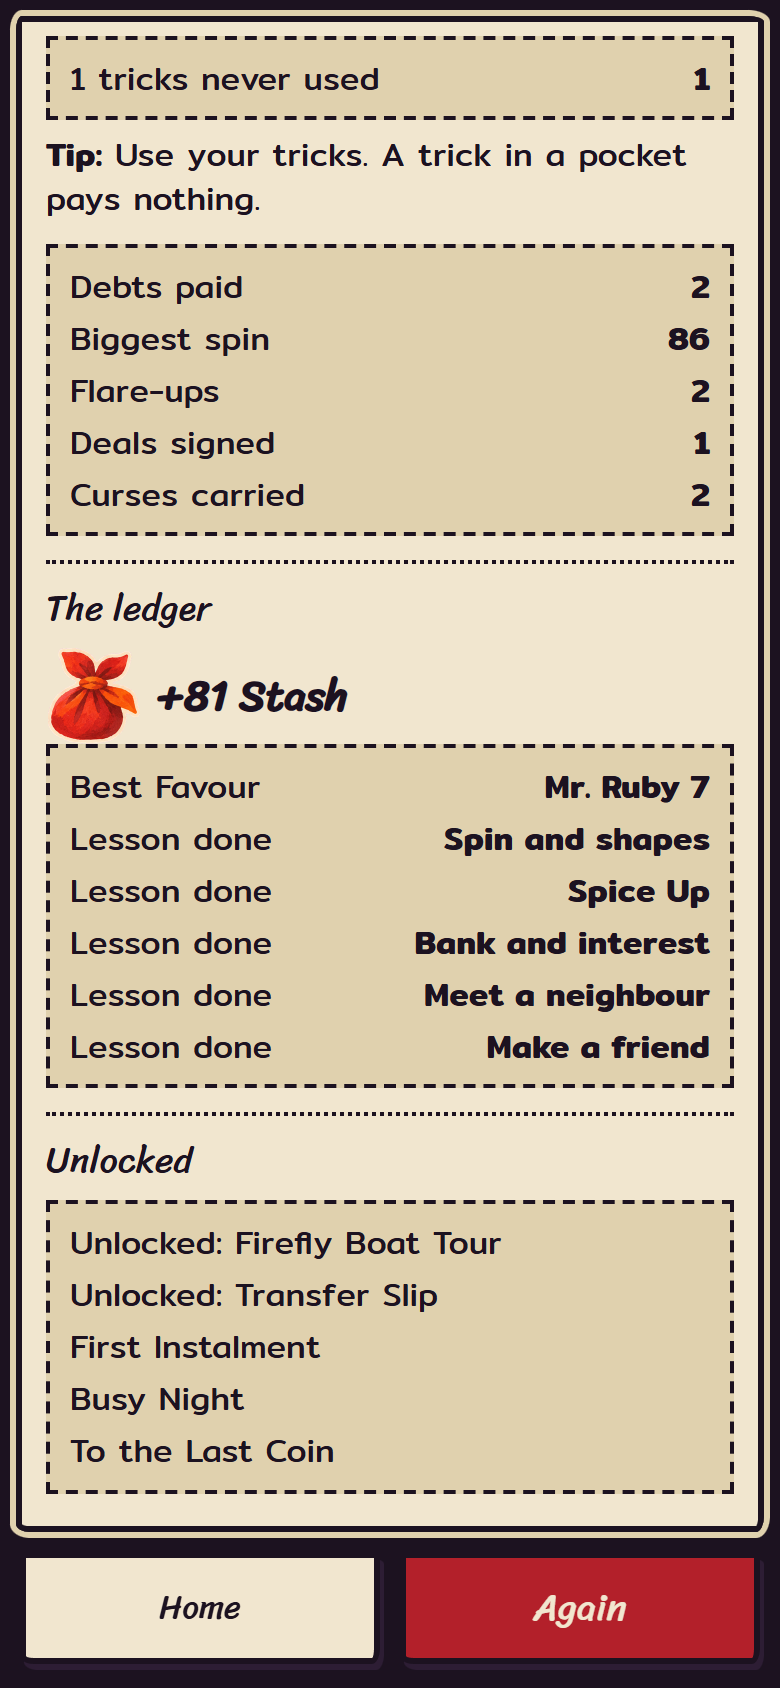 1 tricks never used 1
Tip: Use your tricks. A trick in a pocket
pays nothing.
Debts paid 2
Biggest spin 86
Flare-ups 2
Deals signed 1
Curses carried 2
The ledger
+81 Stash
Best Favour Mr. Ruby 7
Lesson done Spin and shapes
Lesson done Spice Up
Lesson done Bank and interest
Lesson done Meet a neighbour
Lesson done Make a friend
Unlocked
Unlocked: Firefly Boat Tour
Unlocked: Transfer Slip
First Instalment
Busy Night
To the Last Coin
Home Again